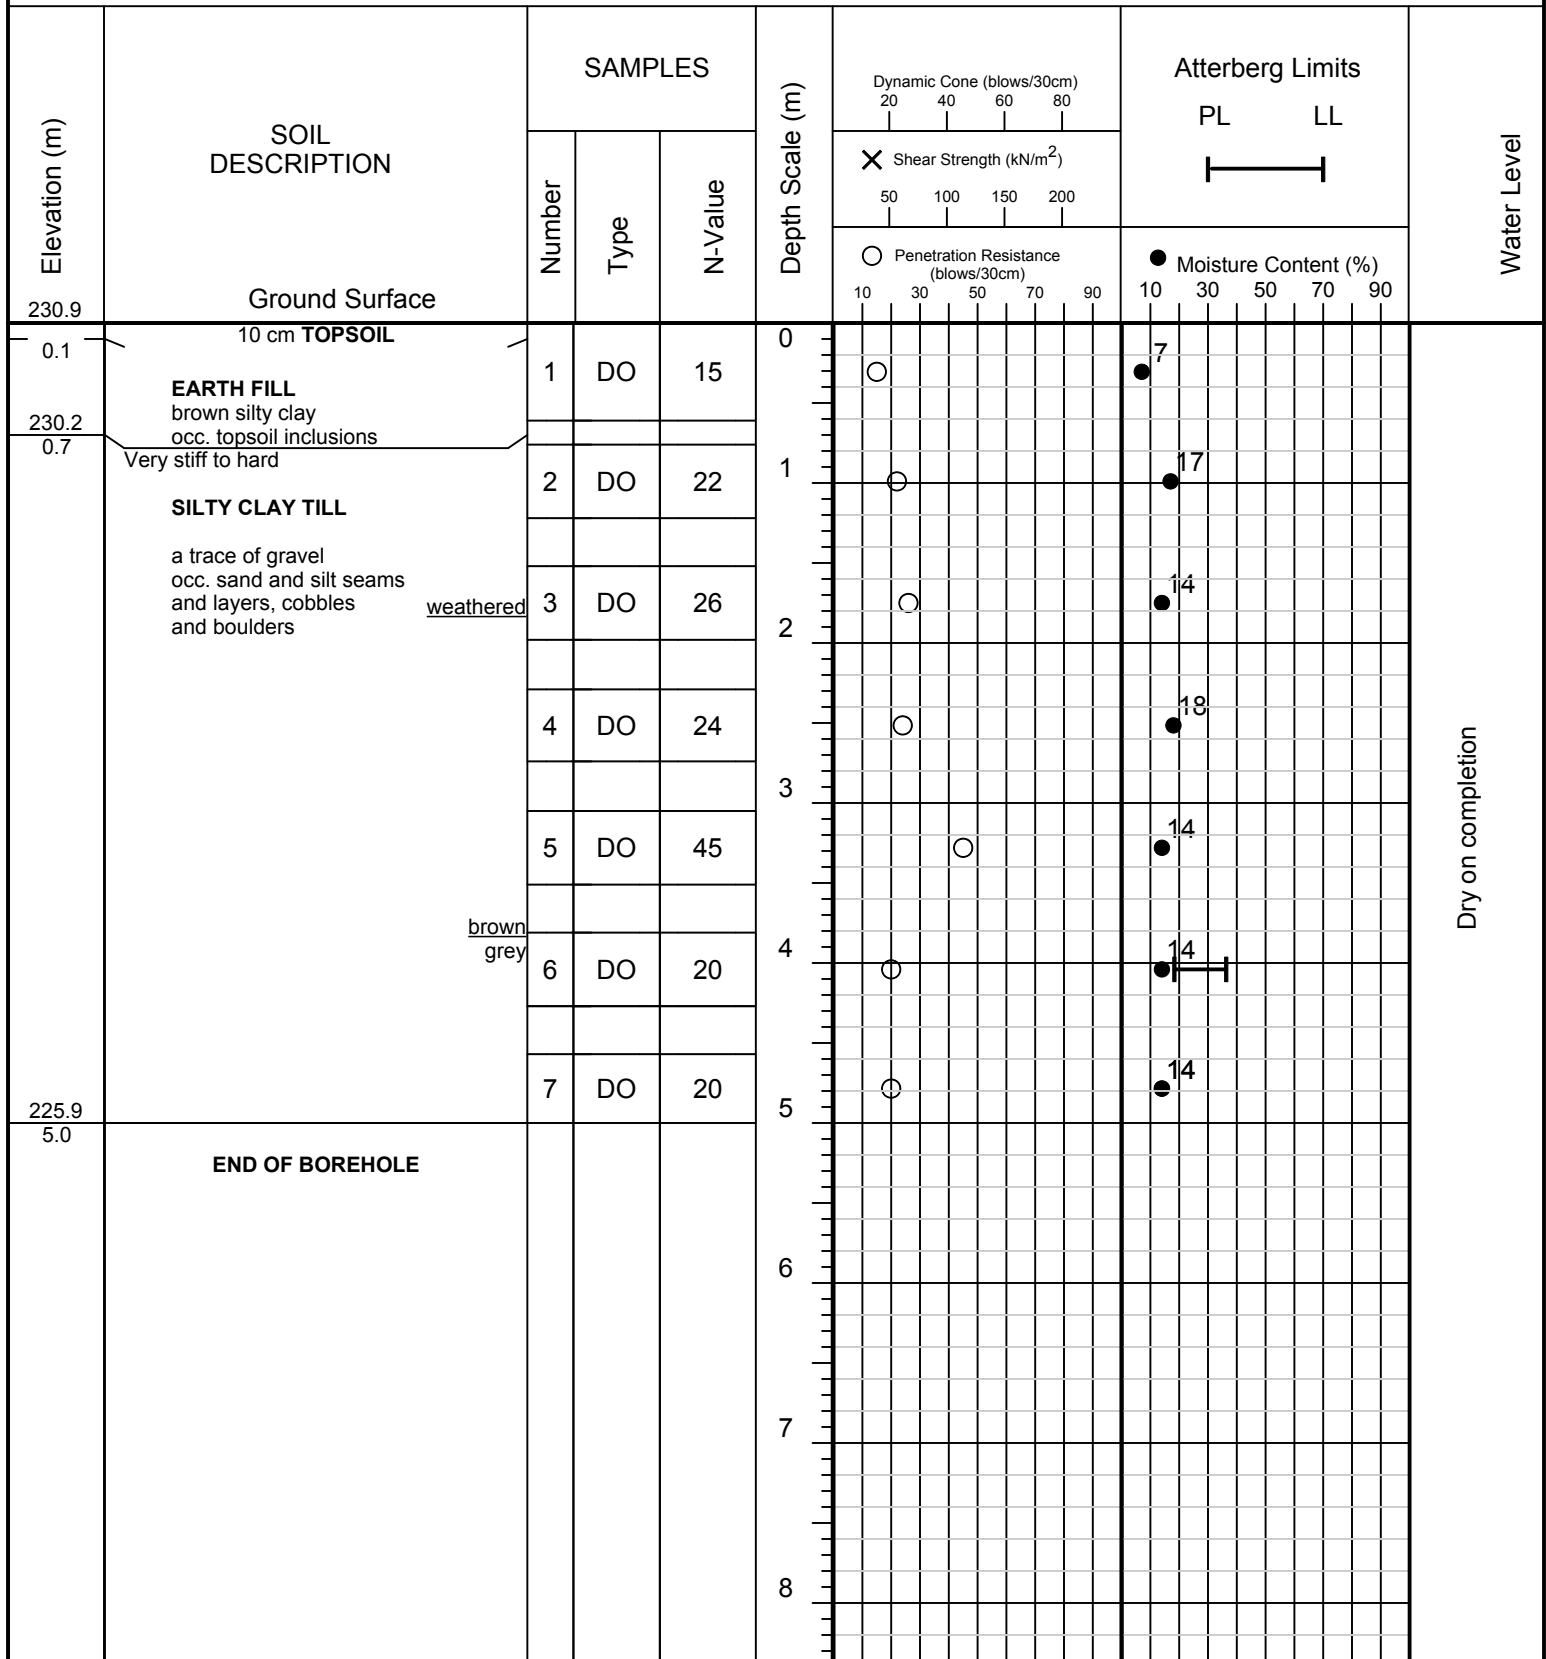 Elevation (m)
SOIL
DESCRIPTION
SAMPLES
Number
Type
N-Value
Depth Scale (m)
Dynamic Cone (blows/30cm)
20 40 60 80
Shear Strength (kN/m2)
50 100 150 200
Penetration Resistance
(blows/30cm)
10 30 50 70 90
Atterberg Limits
PL LL
Moisture Content (%)
10 30 50 70 90
Water Level
230.9
Ground Surface
10 cm TOPSOIL
0
0.1
1 DO 15
7
EARTH FILL
brown silty clay
230.2
occ. topsoil inclusions
0.7
Very stiff to hard
1
17
2 DO 22
SILTY CLAY TILL
a trace of gravel
occ. sand and silt seams
14
and layers, cobbles
weathered
3 DO 26
and boulders
2
18
4 DO 24
3
14
5 DO 45
Dry on completion
brown
grey
4
14
6 DO 20
14
7 DO 20
225.9
5
5.0
END OF BOREHOLE
6
7
8